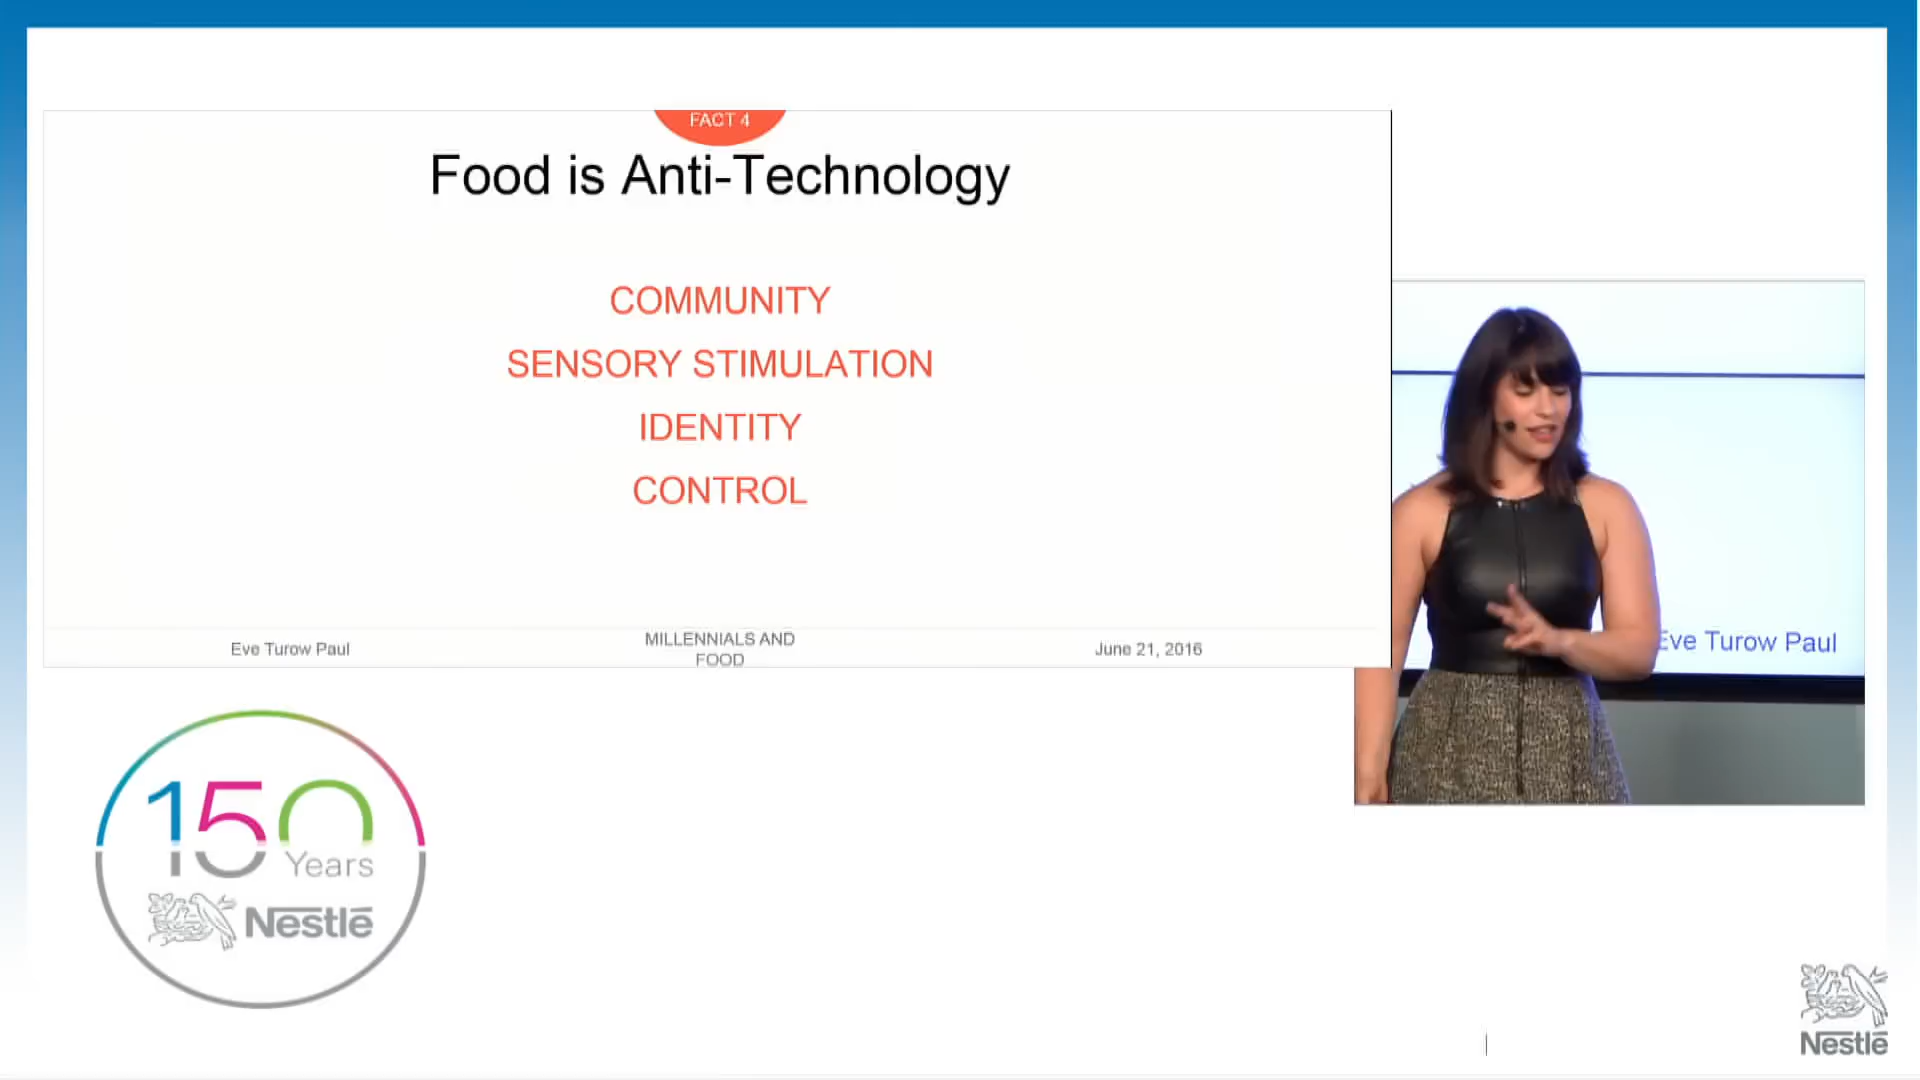 FACT 4
Food is Anti-Technology
COMMUNITY
SENSORY STIMULATION
IDENTITY
CONTROL
Eve Turow Paul
MILLENNIALS AND
FOOD
June 21, 2016
Eve Turow Paul
150
Years
Nestlé
Nestlé